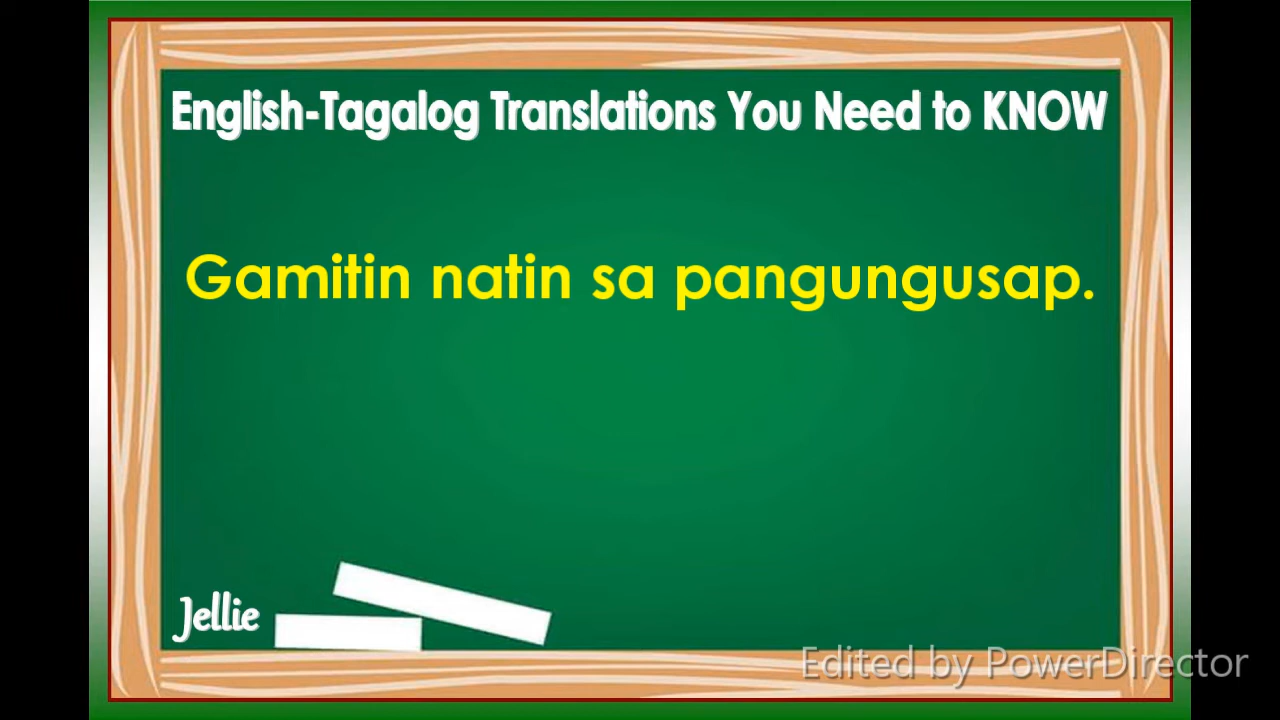 English-Tagalog Translations You Need to KNOW
Gamitin natin sa pangungusap.
Jellie
Edited by PowerDirector